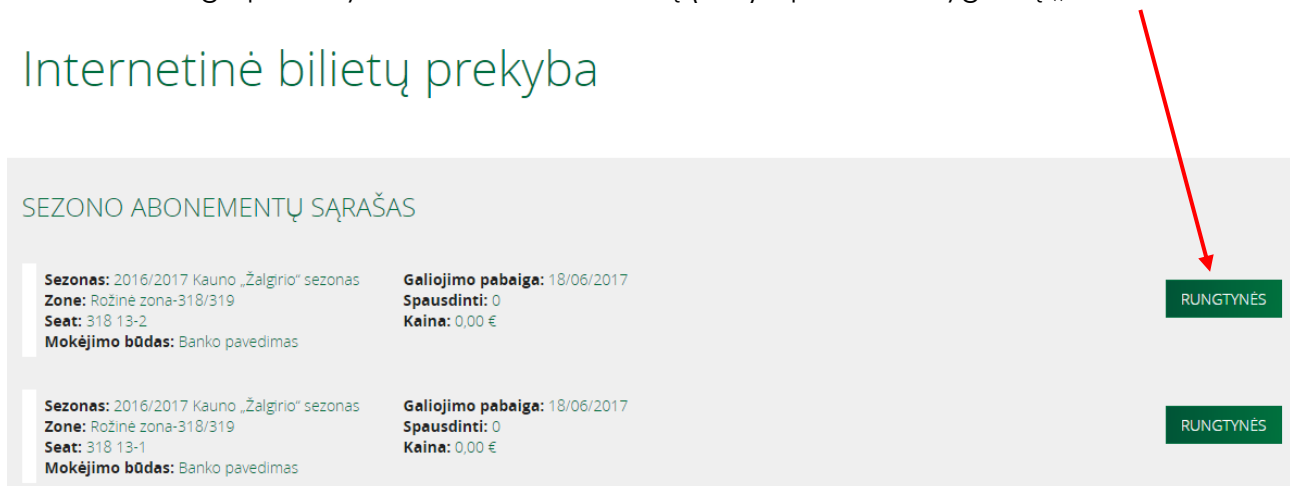 Internetinė bilietų prekyba
SEZONO ABONEMENTŲ SĄRAŠAS
Sezonas: 2016/2017 Kauno „Žalgirio“ sezonas
Zone: Rožinė zona-318/319
Seat: 318 13-2
Mokėjimo būdas: Banko pavedimas
Galiojimo pabaiga: 18/06/2017
Spausdinti: 0
Kaina: 0,00 €
RUNGTYNĖS
Sezonas: 2016/2017 Kauno „Žalgirio“ sezonas
Zone: Rožinė zona-318/319
Seat: 318 13-1
Mokėjimo būdas: Banko pavedimas
Galiojimo pabaiga: 18/06/2017
Spausdinti: 0
Kaina: 0,00 €
RUNGTYNĖS